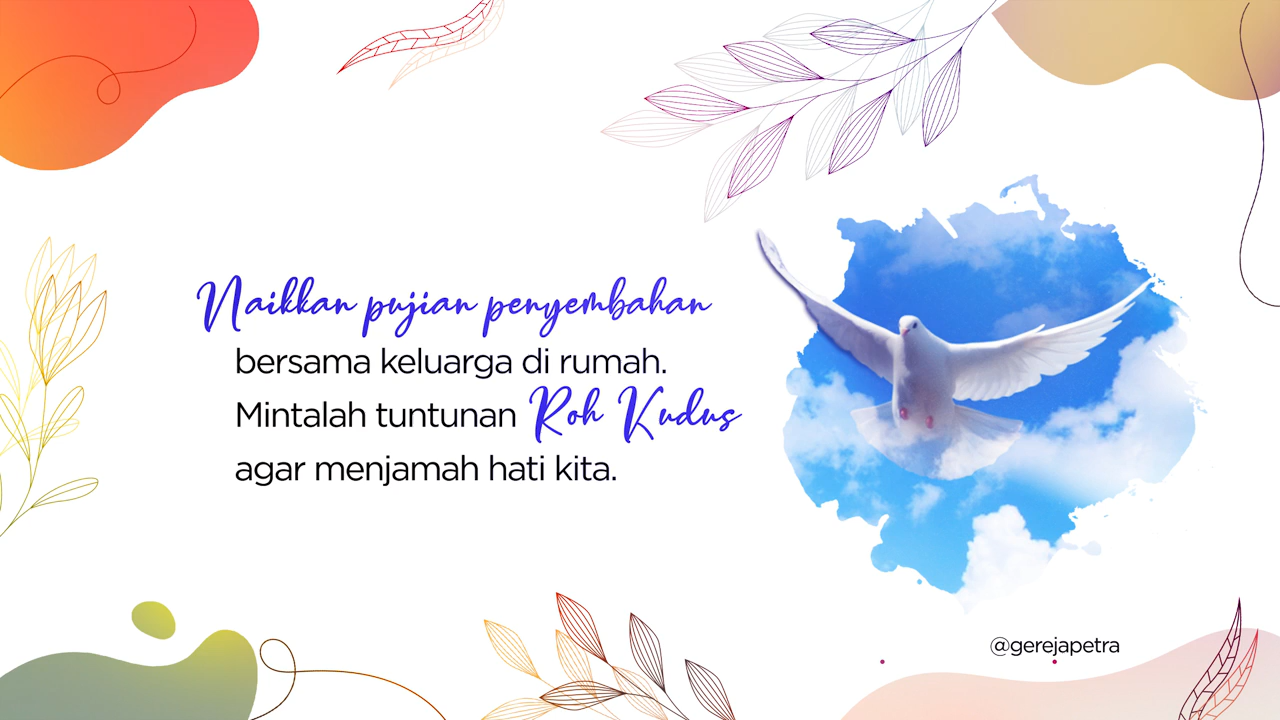 Naikkan pujian penyembahan
bersama keluarga di rumah.
Mintalah tuntunan Roh Kudus
agar menjamah hati kita.
@gerejapetra